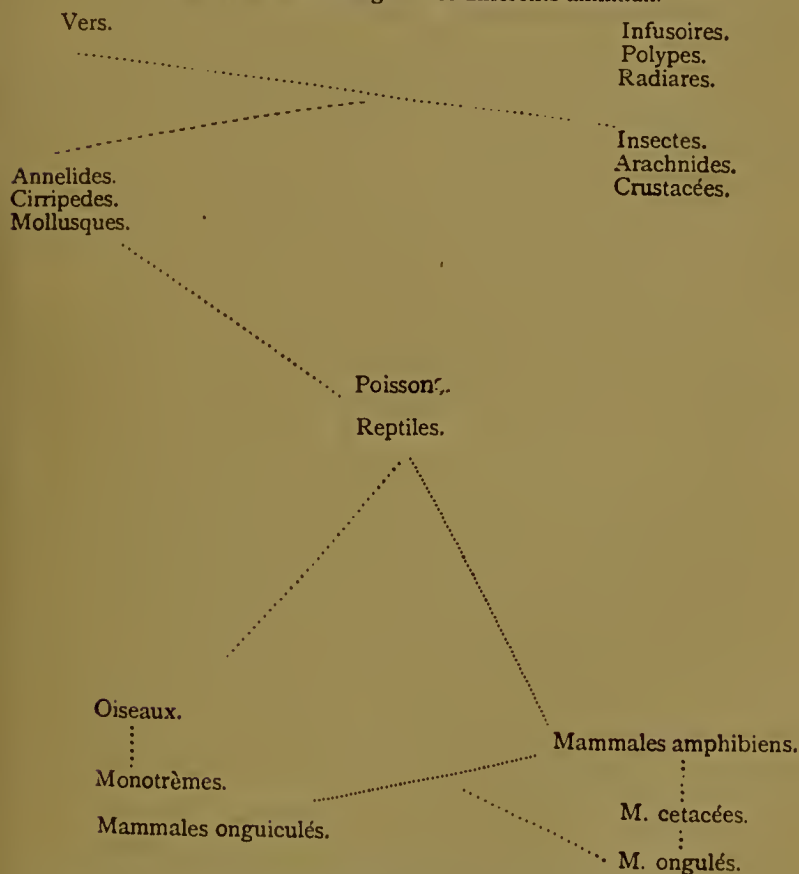 Vers.
Infusoires.
Polypes.
Radiares.
Insectes.
Arachnides.
Crustacées.
Annelides.
Cirripedes.
Mollusques.
Poissons.
Reptiles.
Oiseaux.
Monotrèmes.
Mammales onguiculés.
Mammales amphibiens.
M. cetacées.
M. ongulés.